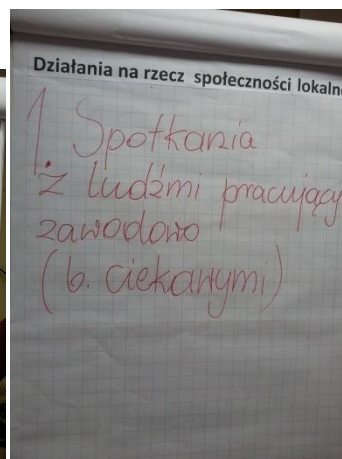 Działania na rzecz społeczności lokaln
1 Spotkania
z ludźmi pracujący
zawodowo
(b. ciekawymi)